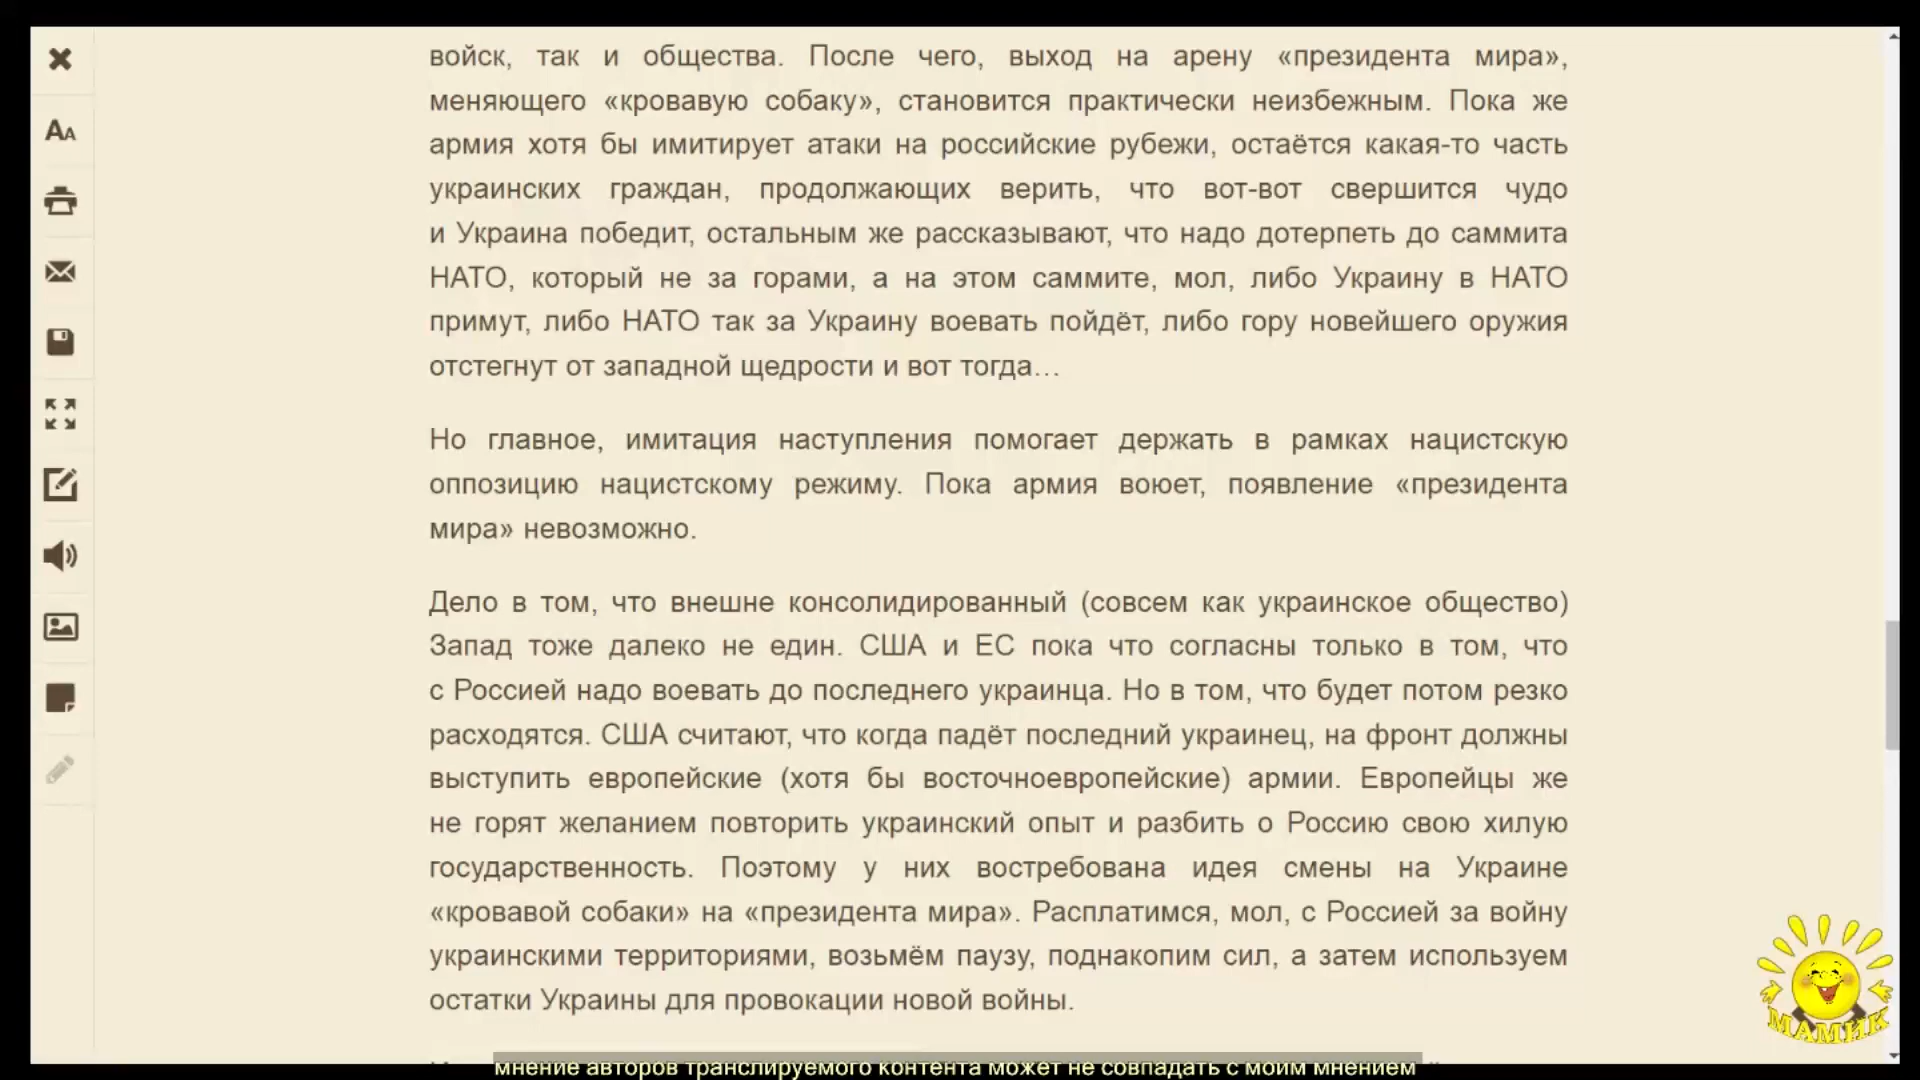 войск, так и общества. После чего, выход на арену «президента мира»,
меняющего «кровавую собаку», становится практически неизбежным. Пока же
армия хотя бы имитирует атаки на российские рубежи, остаётся какая-то часть
украинских граждан, продолжающих верить, что вот-вот свершится чудо
и Украина победит, остальным же рассказывают, что надо дотерпеть до саммита
НАТО, который не за горами, а на этом саммите, мол, либо Украину в НАТО
примут, либо НАТО так за Украину воевать пойдёт, либо гору новейшего оружия
отстегнут от западной щедрости и вот тогда…
Но главное, имитация наступления помогает держать в рамках нацистскую
оппозицию нацистскому режиму. Пока армия воюет, появление «президента
мира» невозможно.
Дело в том, что внешне консолидированный (совсем как украинское общество)
Запад тоже далеко не един. США и ЕС пока что согласны только в том, что
с Россией надо воевать до последнего украинца. Но в том, что будет потом резко
расходятся. США считают, что когда падёт последний украинец, на фронт должны
выступить европейские (хотя бы восточноевропейские) армии. Европейцы же
не горят желанием повторить украинский опыт и разбить о Россию свою хилую
государственность. Поэтому у них востребована идея смены на Украине
«кровавой собаки» на «президента мира». Расплатимся, мол, с Россией за войну
украинскими территориями, возьмём паузу, поднакопим сил, а затем используем
остатки Украины для провокации новой войны.
МАМИК
мнение авторов транслируемого контента может не совпадать с моим мнением